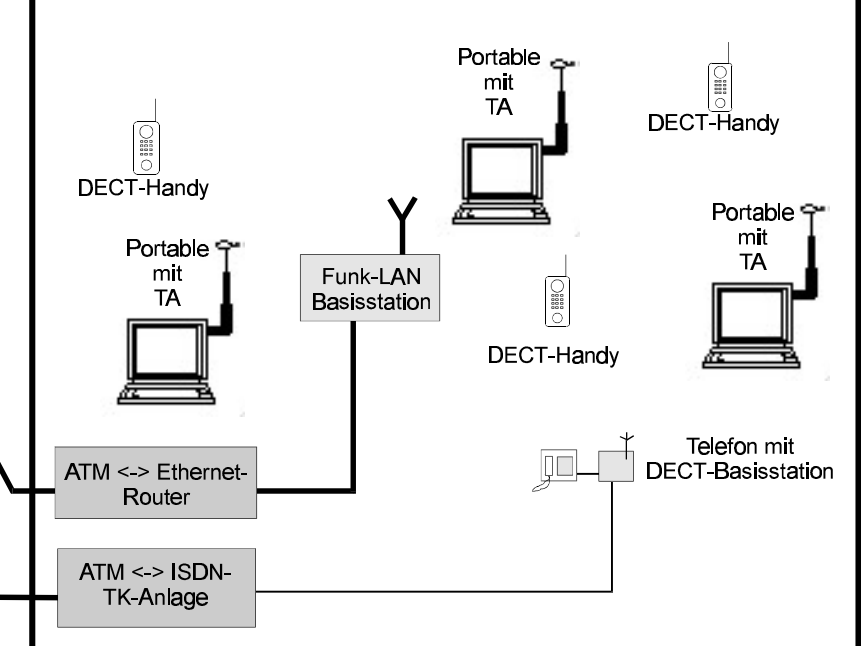 Portable
mit
TA
DECT-Handy
DECT-Handy
Portable
mit
TA
Portable
mit
TA
Funk-LAN
Basisstation
DECT-Handy
Telefon mit
DECT-Basisstation
ATM <-> Ethernet-
Router
ATM <-> ISDN-
TK-Anlage